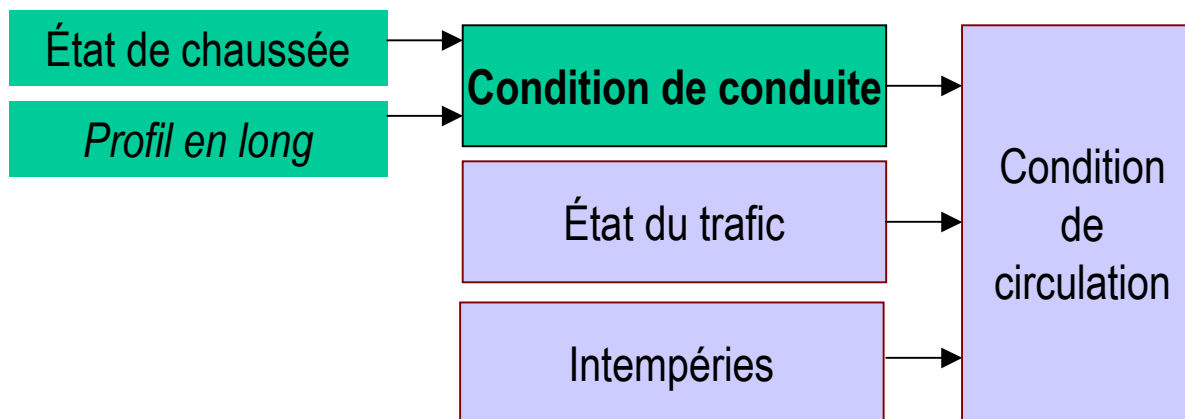 État de chaussée
Profil en long
Condition de conduite
État du trafic
Intempéries
Condition
de
circulation